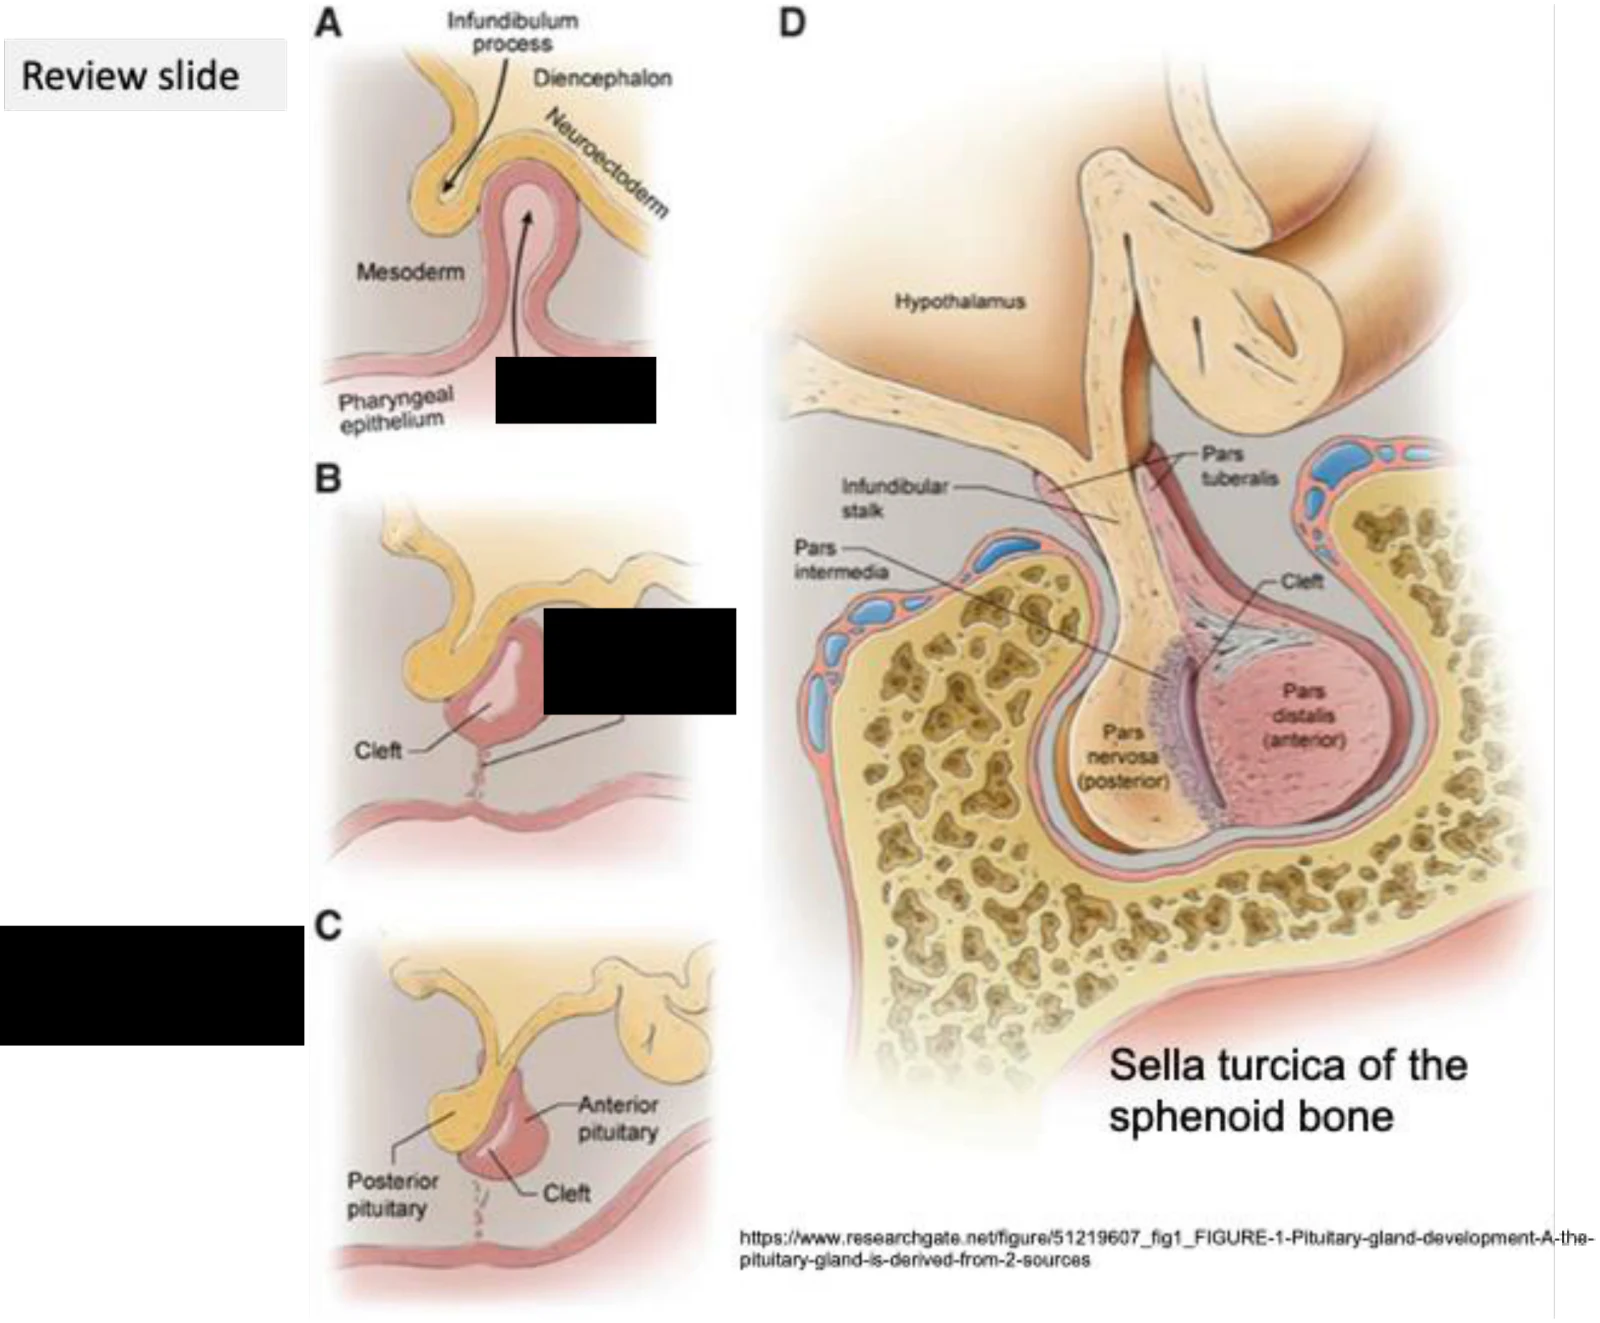 Review slide
A
Infundibulum
process
Diencephalon
Neuroectoderm
Mesoderm
Pharyngeal
epithelium
B
Cleft
C
Anterior
pituitary
Posterior
pituitary
Cleft
D
Hypothalamus
Pars
tuberalis
Infundibular
stalk
Pars
intermedia
Cleft
Pars
distalis
(anterior)
Pars
nervosa
(posterior)
Sella turcica of the
sphenoid bone
https://www.researchgate.net/figure/51219607_fig1_FIGURE-1-Pituitary-gland-development-A-the-
pituitary-gland-is-derived-from-2-sources